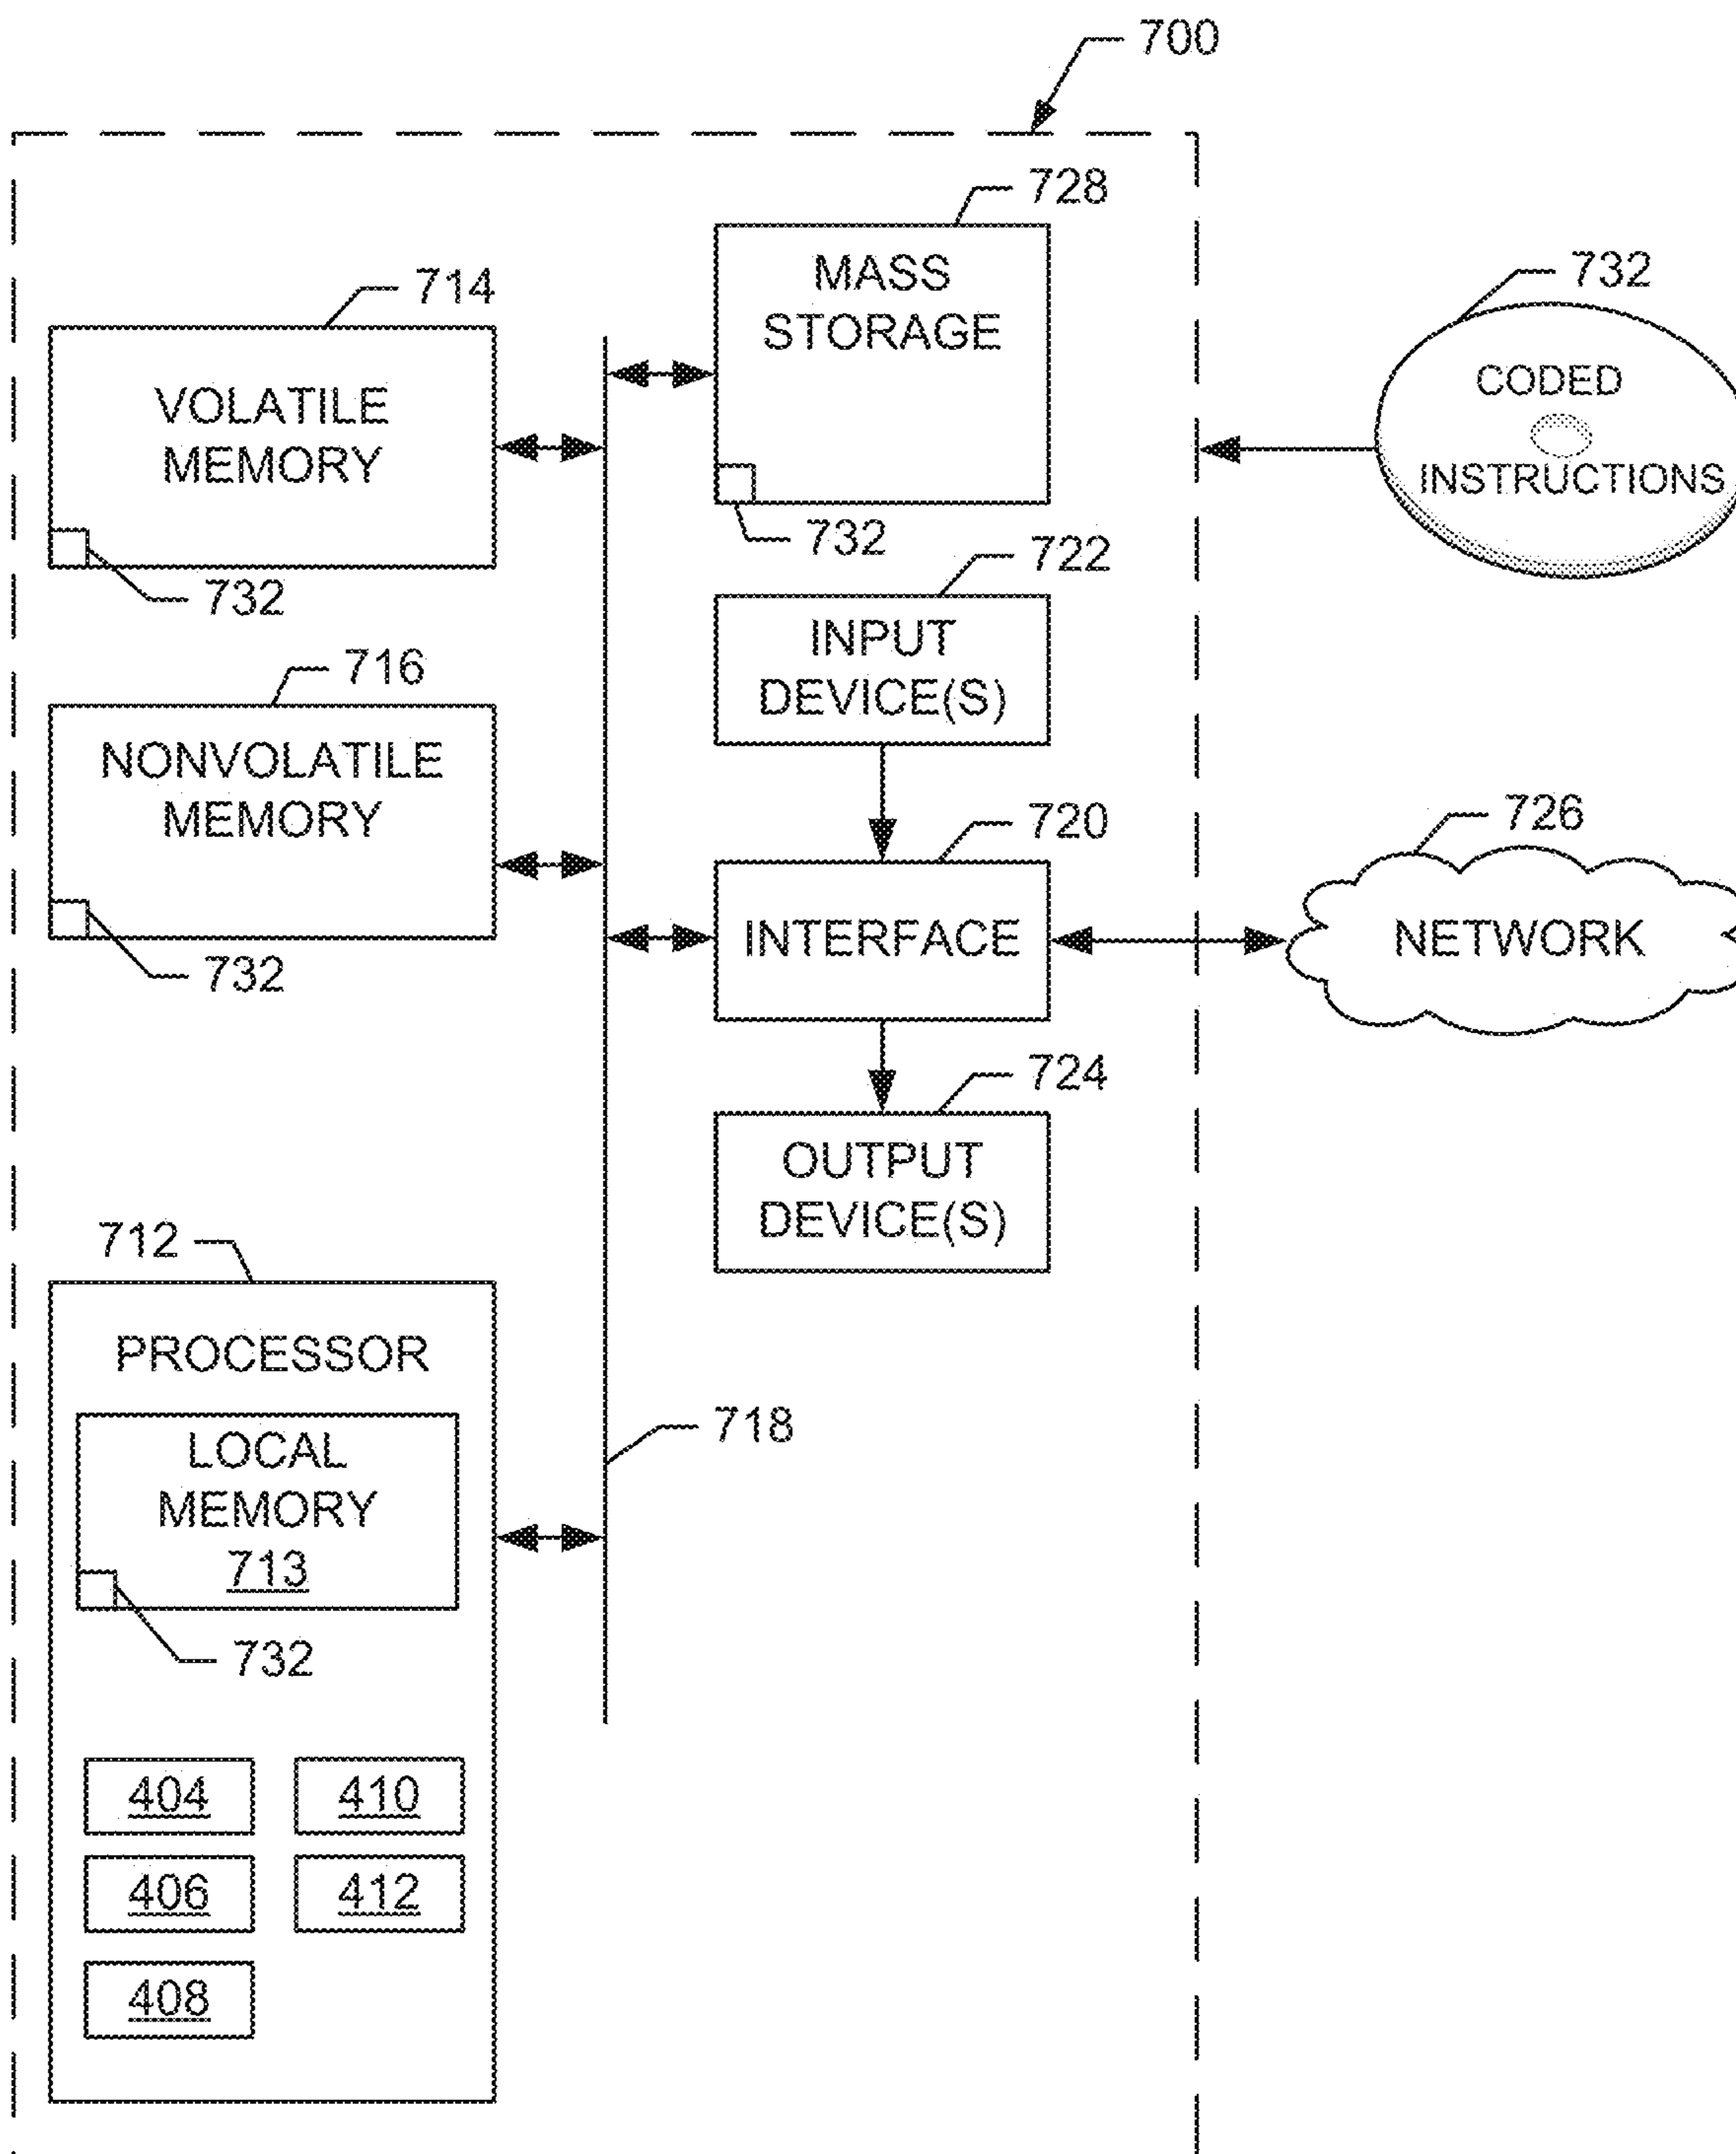 700
728
MASS
STORAGE
732
714
VOLATILE
MEMORY
732
732
CODED
INSTRUCTIONS
722
INPUT
DEVICE(S)
716
NONVOLATILE
MEMORY
732
720
INTERFACE
726
NETWORK
724
OUTPUT
DEVICE(S)
712
PROCESSOR
LOCAL
MEMORY
713
732
718
404
410
406
412
408